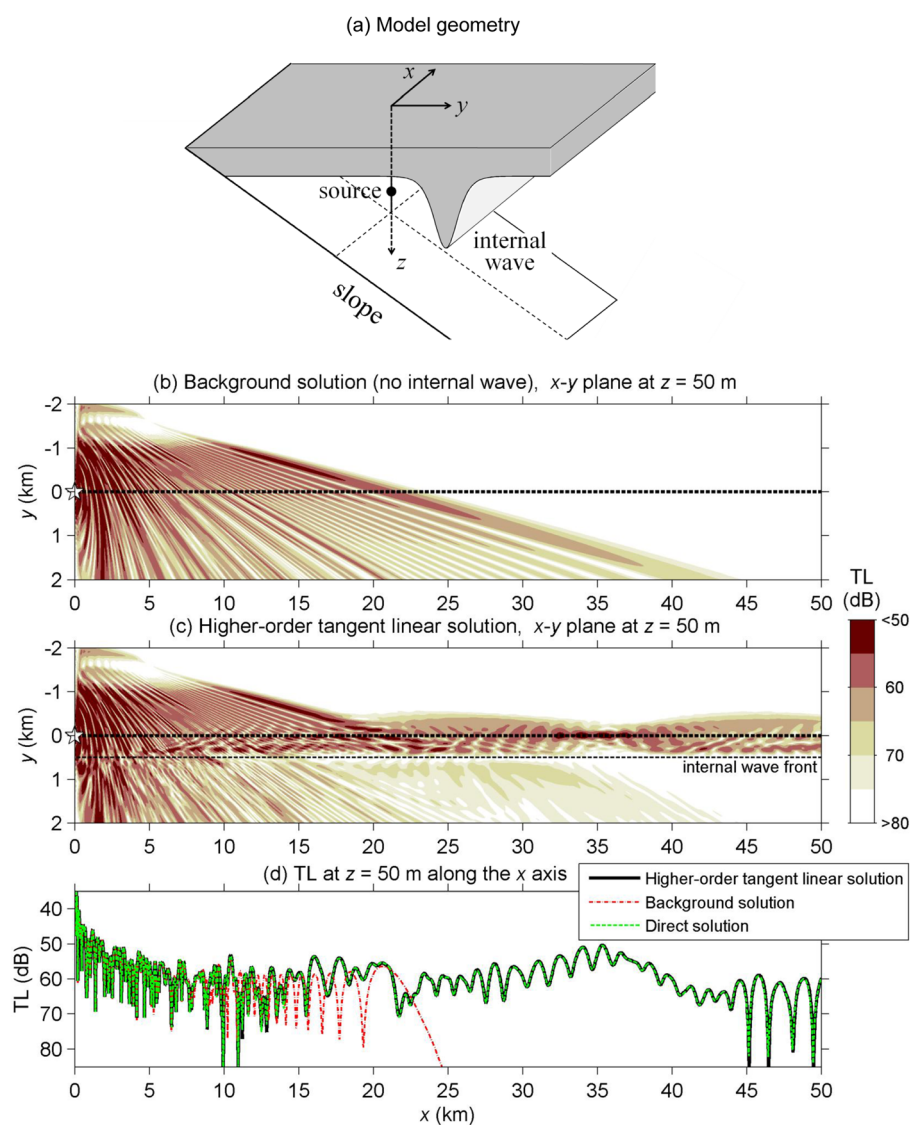 (a) Model geometry
x
y
source
internal
wave
z
slope
(b) Background solution (no internal wave), x-y plane at z = 50 m
-2
-1
0
1
2
y (km)
0 5 10 15 20 25 30 35 40 45 50
(c) Higher-order tangent linear solution, x-y plane at z = 50 m
-2
-1
0
1
2
y (km)
internal wave front
0 5 10 15 20 25 30 35 40 45 50
TL
(dB)
<50
60
70
>80
(d) TL at z = 50 m along the x axis
Higher-order tangent linear solution
Background solution
Direct solution
40
50
60
70
80
TL (dB)
0 5 10 15 20 25 30 35 40 45 50
x (km)